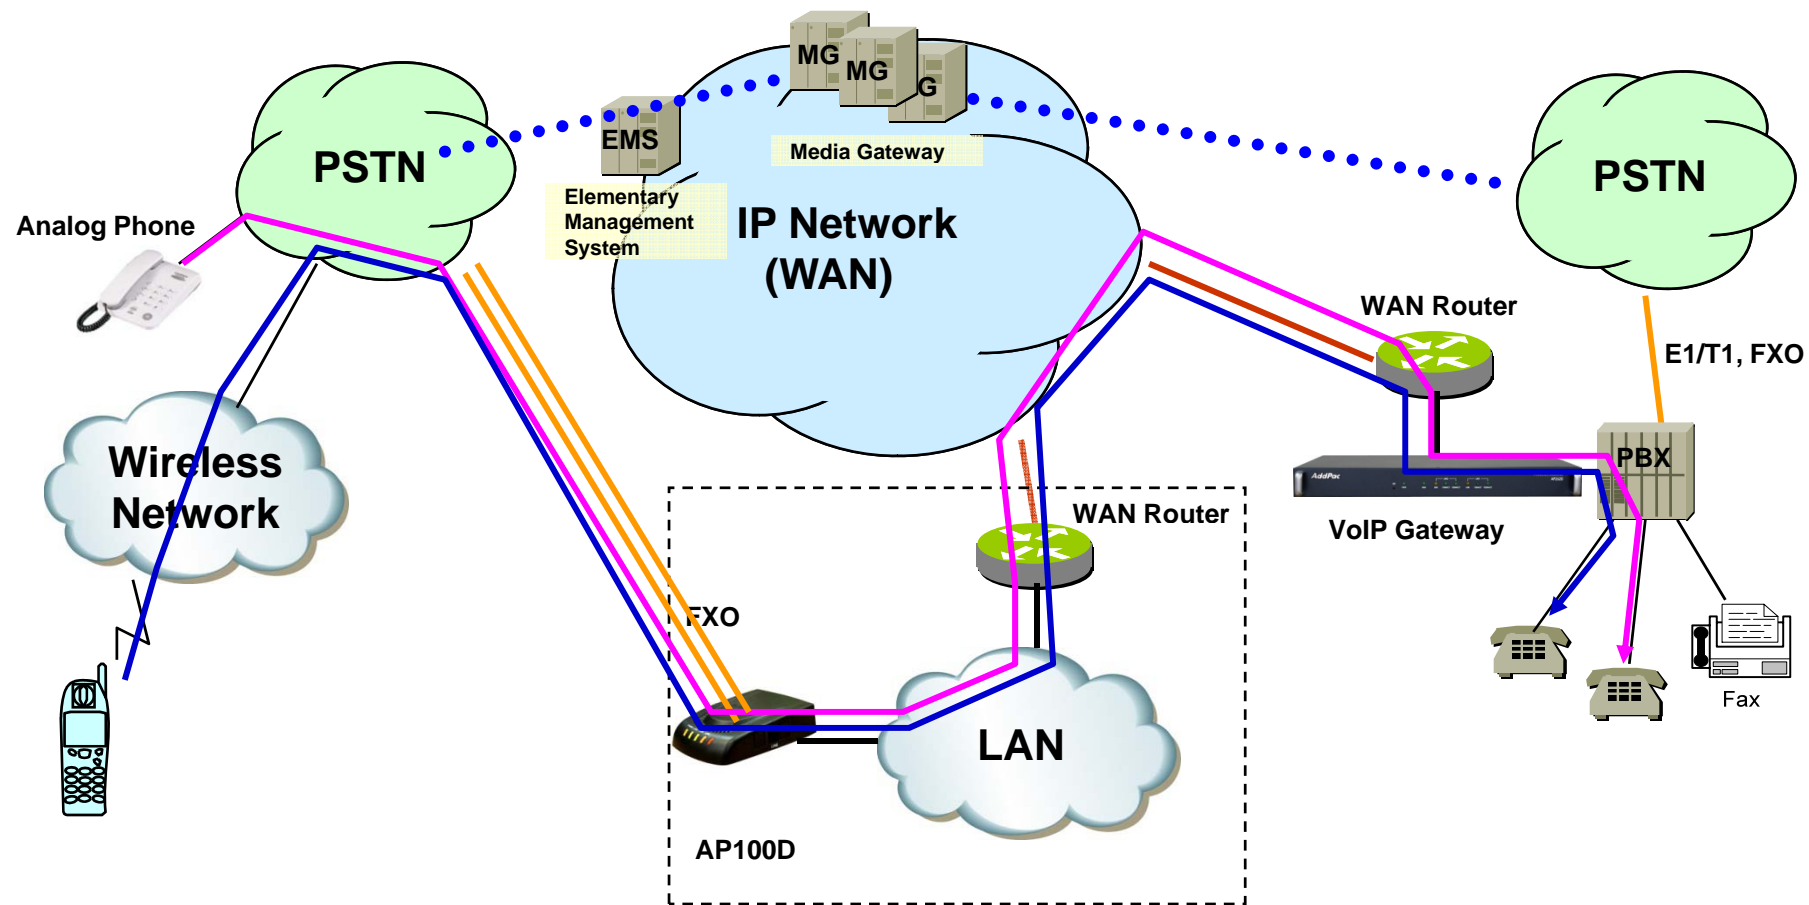 MG
MG
G
EMS
Media Gateway
PSTN
PSTN
Elementary
Management
System
IP Network
(WAN)
Analog Phone
WAN Router
E1/T1, FXO
Wireless
Network
PBX
AddPac
WAN Router
VoIP Gateway
FXO
Fax
LAN
AP100D